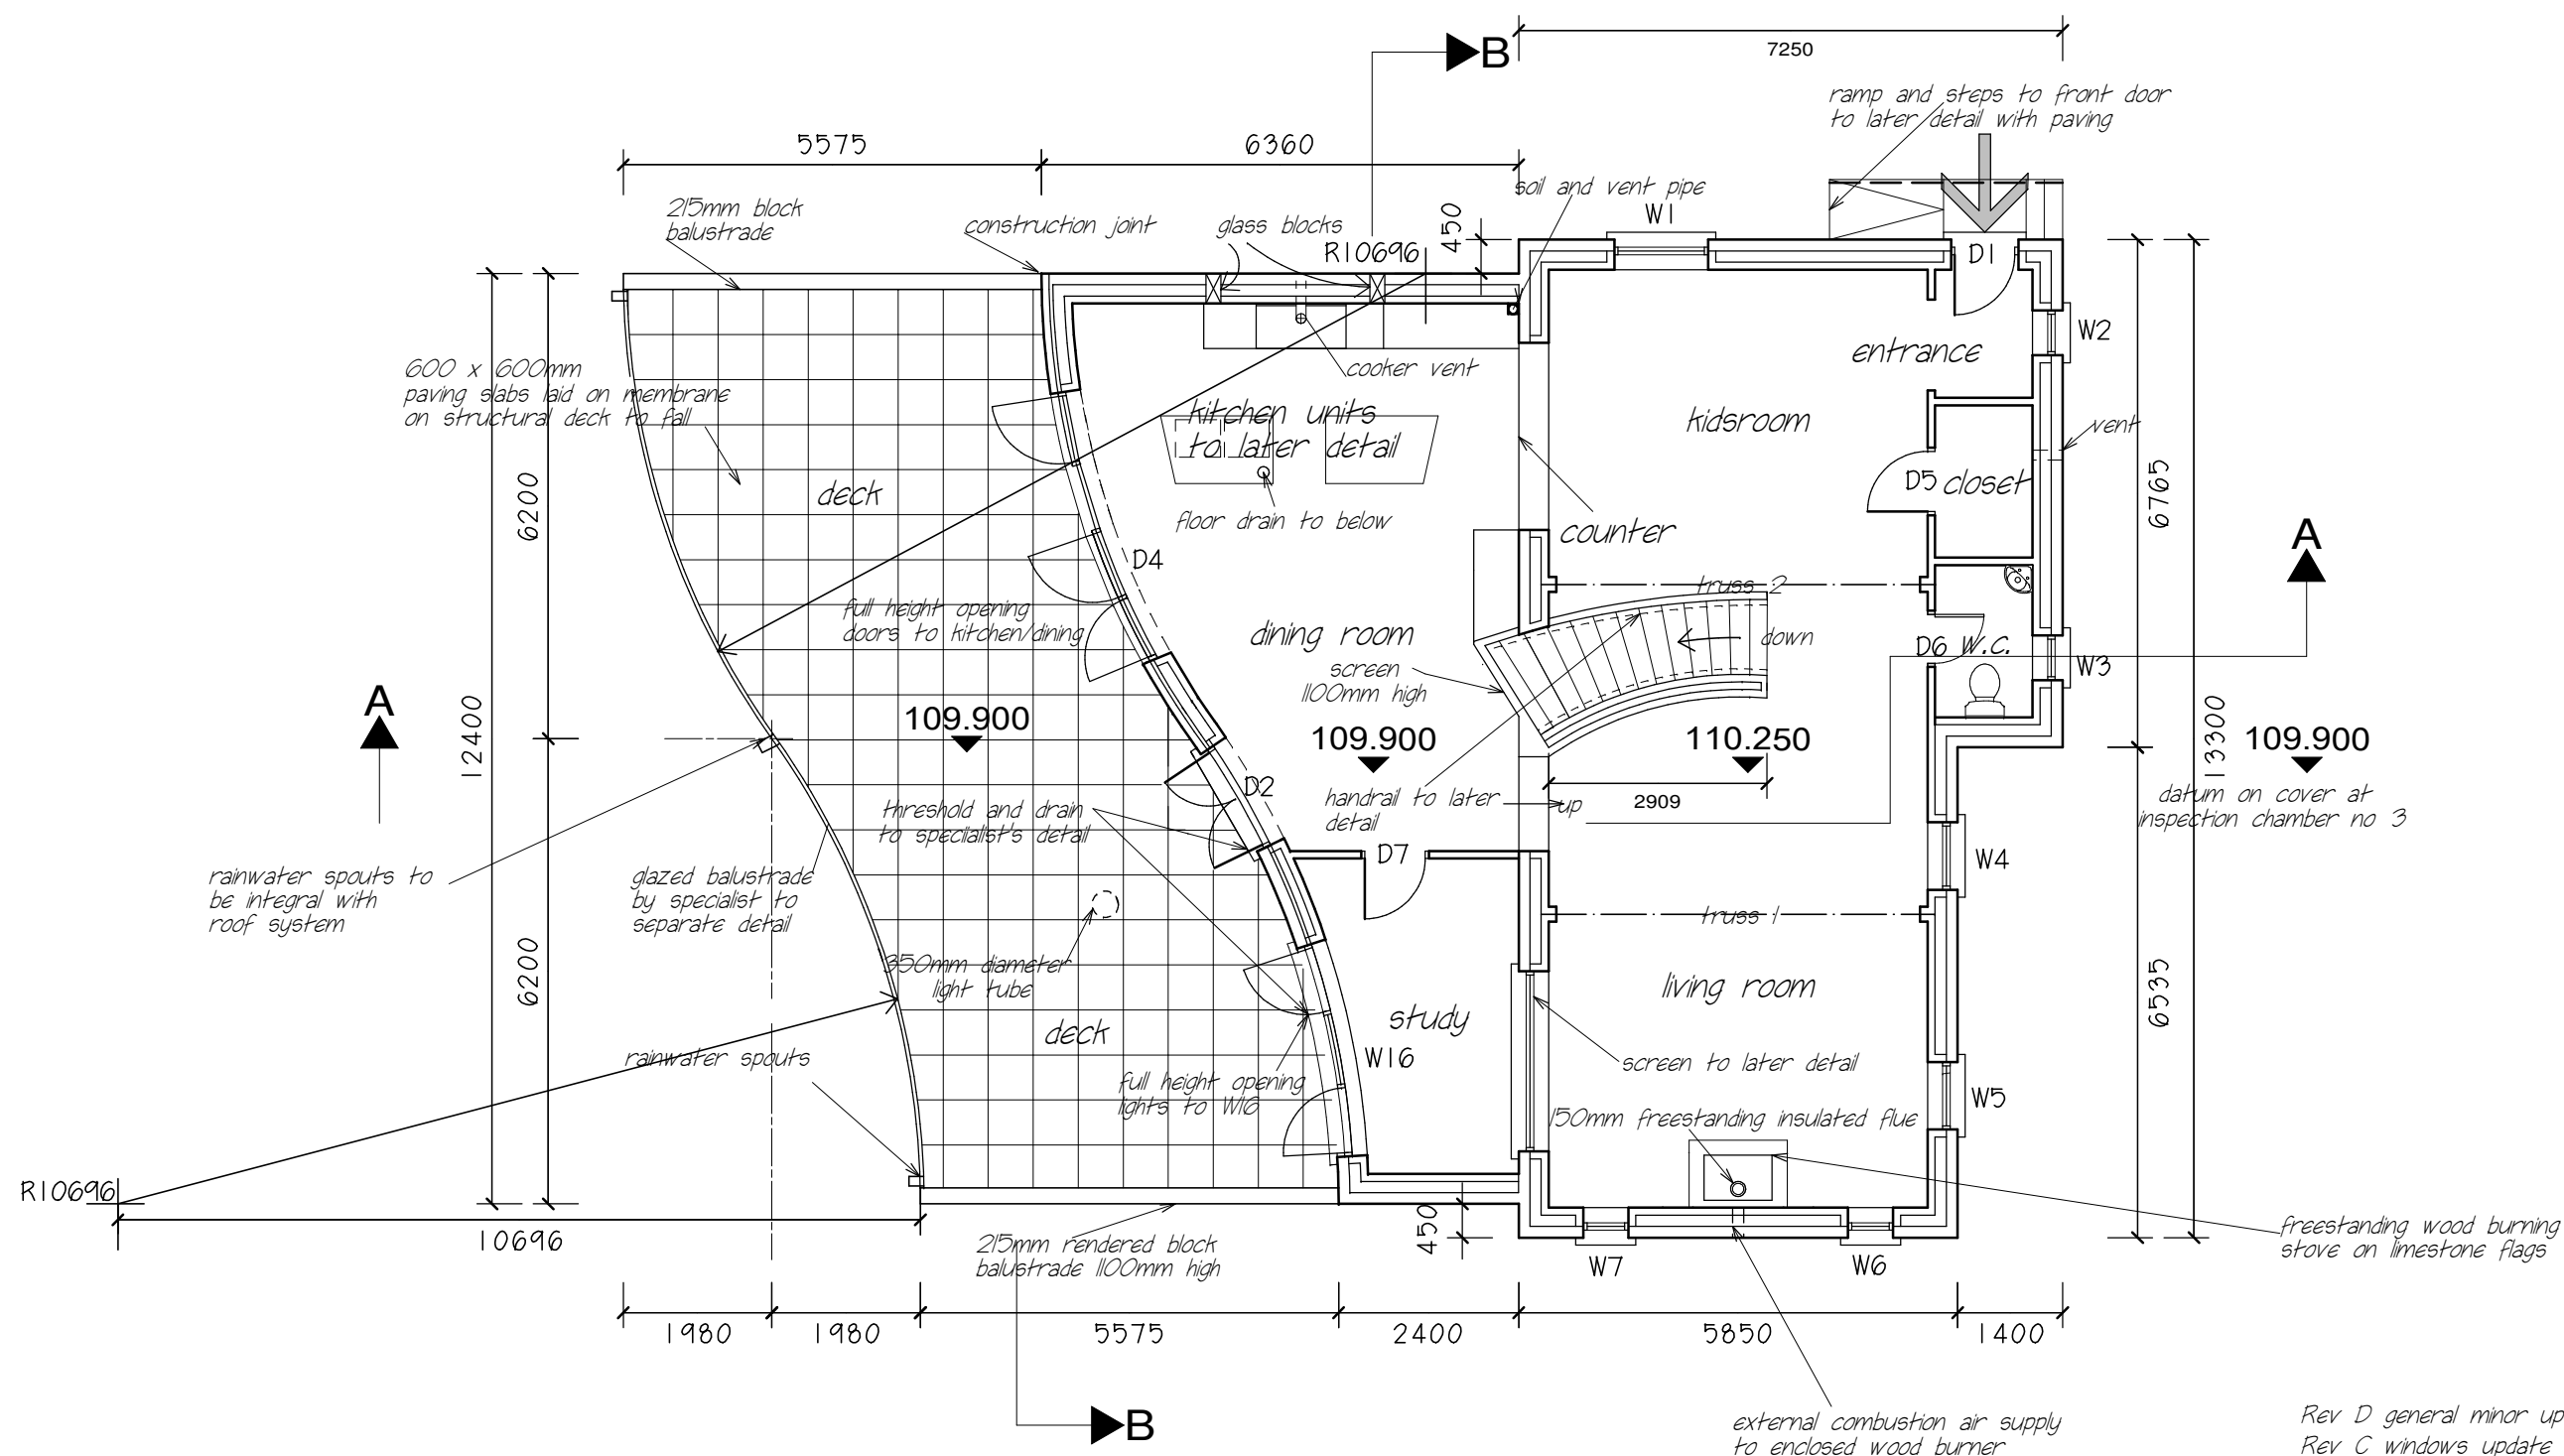 B
7250
ramp and steps to front door
to later detail with paving
5575
6360
soil and vent pipe
W1
450
215mm block
balustrade
construction joint
glass blocks
R10696
D1
W2
entrance
600 x 600mm
paving slabs laid on membrane
on structural deck to fall
cooker vent
kitchen units
to later detail
kidsroom
vent
deck
D5 closet
6765
6200
floor drain to below
counter
A
D4
truss 2
full height opening
doors to kitchen/dining
dining room
down
screen
1100mm high
D6 W.C.
W3
A
12400
109.900
109.900
110.250
13300
109.900
D2
datum on cover at
inspection chamber no 3
threshold and drain
to speciialist's detail
handrail to later
detail
up
2909
D7
W4
rainwater spouts to
be integral with
roof system
glazed balustrade
by specialist to
separate detail
truss 1
350mm diameter
light tube
6200
living room
6535
study
deck
rainwater spouts
W16
screen to later detail
full height opening
lights to W16
W5
150mm freestanding insulated flue
R10696
10696
215mm rendered block
balustrade 1100mm high
450
freestanding wood burning
stove on limestone flags
W7
W6
1980
1980
5575
2400
5850
1400
B
external combustion air supply
to enclosed wood burner
Rev D general minor up
Rev C windows update